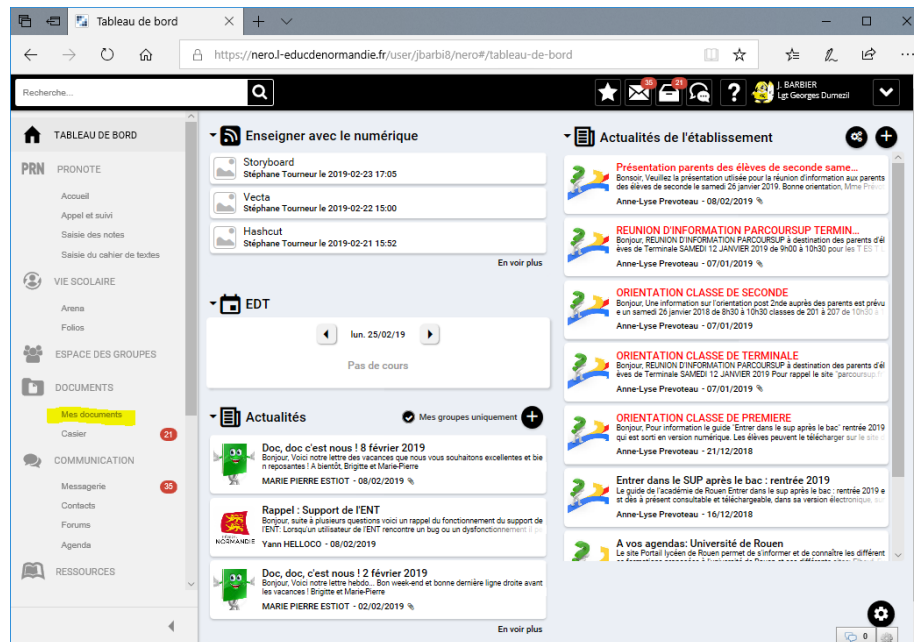 Tableau de bord
https://nero.l-educdenormandie.fr/user/jbarbi8/nero#/tableau-de-bord
Recherche...
35
21
?
J. BARBIER
Lgt Georges Dumezil
TABLEAU DE BORD
PRN PRONOTE
Accueil
Appel et suivi
Saisie des notes
Saisie du cahier de textes
VIE SCOLAIRE
Arena
Folios
ESPACE DES GROUPES
DOCUMENTS
Mes documents
Casier 21
COMMUNICATION
Messagerie 35
Contacts
Forums
Agenda
RESSOURCES
Enseigner avec le numérique
Storyboard
Stéphane Tourneur le 2019-02-23 17:05
Vecta
Stéphane Tourneur le 2019-02-22 15:00
Hashcut
Stéphane Tourneur le 2019-02-21 15:52
En voir plus
EDT
lun. 25/02/19
Pas de cours
Actualités
Mes groupes uniquement
Doc, doc c'est nous ! 8 février 2019
Bonjour, Voici notre lettre des vacances que nous vous souhaitons excellentes et bie
n reposantes ! A bientôt, Brigitte et Marie-Pierre
MARIE PIERRE ESTIOT - 08/02/2019
NORMANDIE
Rappel : Support de l'ENT
Bonjour, suite à plusieurs questions voici un rappel du fonctionnement du support de
l'ENT: Lorsqu'un utilisateur de l'ENT rencontre un bug ou un dysfonctionnement il
Yann HELLOCO - 08/02/2019
Doc, doc, c'est nous ! 2 février 2019
Bonjour, Voici notre lettre hebdo... Bon week-end et bonne dernière ligne droite avant
les vacances ! Brigitte et Marie-Pierre
MARIE PIERRE ESTIOT - 02/02/2019
En voir plus
Actualités de l'établissement
Présentation parents des élèves de seconde same...
Bonsoir, Veuillez la présentation utilisée pour la réunion d'information aux parents
des élèves de seconde le samedi 26 janvier 2019. Bonne orientation, Mme
Anne-Lyse Prevoteau - 08/02/2019
REUNION D'INFORMATION PARCOURSUP TERMIN...
Bonjour, REUNION D'INFORMATION PARCOURSUP à destination des parents d'él
èves de Terminale SAMEDI 12 JANVIER 2019 de 9h00 à 10h30 pour les
Anne-Lyse Prevoteau - 07/01/2019
ORIENTATION CLASSE DE SECONDE
Bonjour, Une information sur l'orientation post 2nde auprès des parents est prévu
e un samedi 26 janvier 2018 de 8h30 à 10h30 classes de 201 à 207 de 10h30 à
Anne-Lyse Prevoteau - 07/01/2019
ORIENTATION CLASSE DE TERMINALE
Bonjour, REUNION D'INFORMATION PARCOURSUP à destination des parents d'él
èves de Terminale SAMEDI 12 JANVIER 2019 Pour rappel le site
Anne-Lyse Prevoteau - 07/01/2019
ORIENTATION CLASSE DE PREMIERE
Bonjour, Pour information le guide "Entrer dans le sup après le bac" rentrée 2019
qui est sorti en version numérique. Les élèves peuvent le télécharger sur le site
Anne-Lyse Prevoteau - 21/12/2018
Entrer dans le SUP après le bac : rentrée 2019
Le guide de l'académie de Rouen Entrer dans le sup après le bac : rentrée 2019 e
st dès à présent consultable et téléchargeable, dans sa version électronique,
Anne-Lyse Prevoteau - 16/12/2018
A vos agendas: Université de Rouen
Le site Portail lycéen de Rouen permet de s'informer et de connaître les différent
0